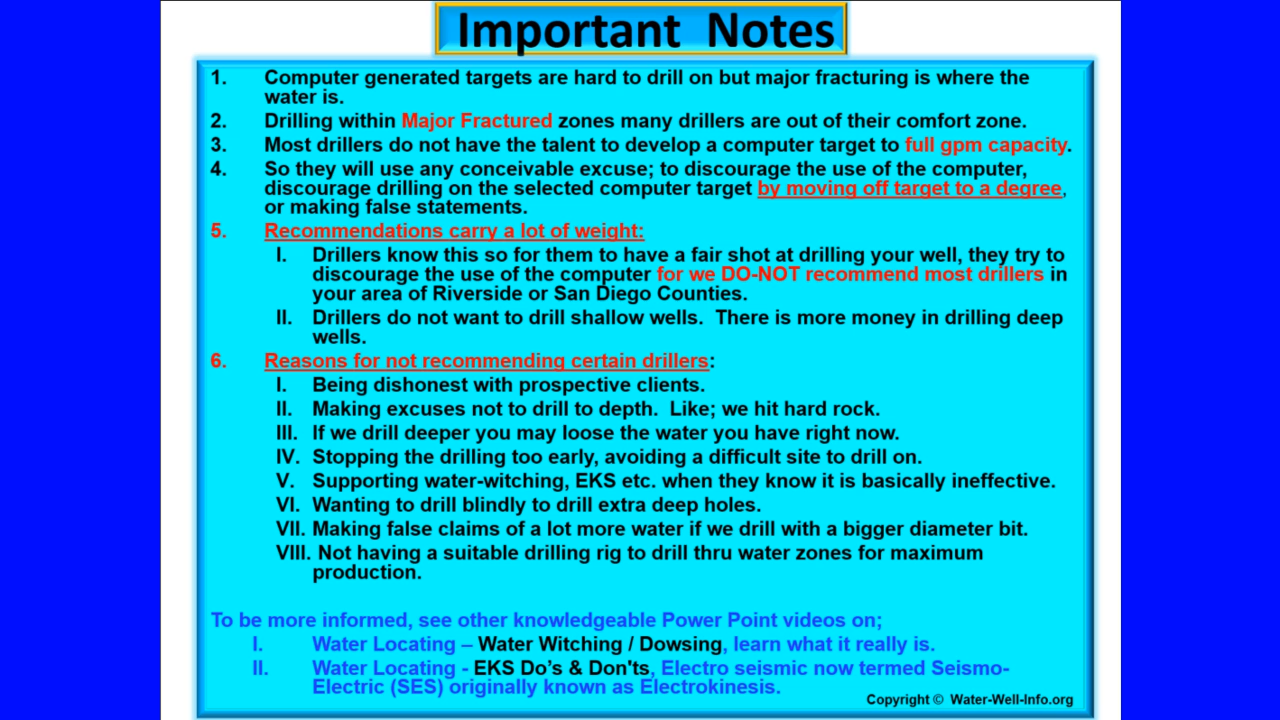 Important Notes
1. Computer generated targets are hard to drill on but major fracturing is where the
water is.
2. Drilling within Major Fractured zones many drillers are out of their comfort zone.
3. Most drillers do not have the talent to develop a computer target to full gpm capacity.
4. So they will use any conceivable excuse; to discourage the use of the computer,
discourage drilling on the selected computer target by moving off target to a degree,
or making false statements.
5. Recommendations carry a lot of weight:
I. Drillers know this so for them to have a fair shot at drilling your well, they try to
discourage the use of the computer for we DO-NOT recommend most drillers in
your area of Riverside or San Diego Counties.
II. Drillers do not want to drill shallow wells. There is more money in drilling deep
wells.
6. Reasons for not recommending certain drillers:
I. Being dishonest with prospective clients.
II. Making excuses not to drill to depth. Like; we hit hard rock.
III. If we drill deeper you may loose the water you have right now.
IV. Stopping the drilling too early, avoiding a difficult site to drill on.
V. Supporting water-witching, EKS etc. when they know it is basically ineffective.
VI. Wanting to drill blindly to drill extra deep holes.
VII. Making false claims of a lot more water if we drill with a bigger diameter bit.
VIII. Not having a suitable drilling rig to drill thru water zones for maximum
production.
To be more informed, see other knowledgeable Power Point videos on;
I. Water Locating – Water Witching / Dowsing, learn what it really is.
II. Water Locating - EKS Do’s & Don'ts, Electro seismic now termed Seismo-
Electric (SES) originally known as Electrokinesis.
Copyright © Water-Well-Info.org